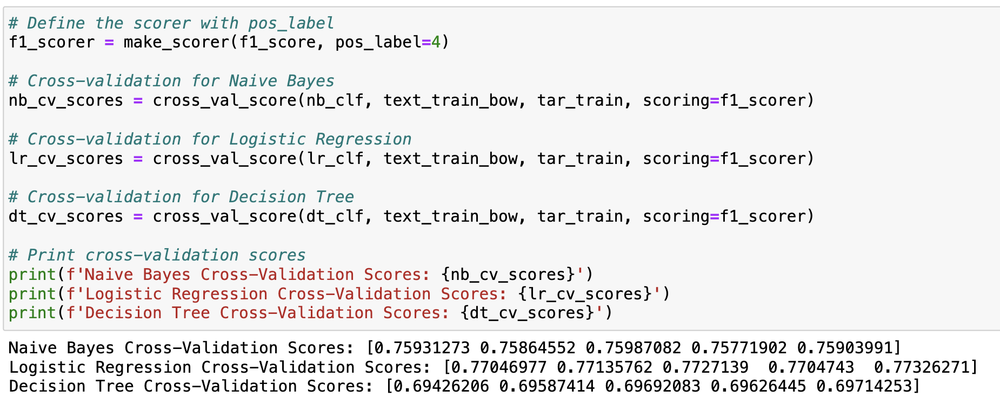 # Define the scorer with pos_label
f1_scorer = make_scorer(f1_score, pos_label=4)
# Cross-validation for Naive Bayes
nb_cv_scores = cross_val_score(nb_clf, text_train_bow, tar_train, scoring=f1_scorer)
# Cross-validation for Logistic Regression
lr_cv_scores = cross_val_score(lr_clf, text_train_bow, tar_train, scoring=f1_scorer)
# Cross-validation for Decision Tree
dt_cv_scores = cross_val_score(dt_clf, text_train_bow, tar_train, scoring=f1_scorer)
# Print cross-validation scores
print(f'Naive Bayes Cross-Validation Scores: {nb_cv_scores}')
print(f'Logistic Regression Cross-Validation Scores: {lr_cv_scores}')
print(f'Decision Tree Cross-Validation Scores: {dt_cv_scores}')
Naive Bayes Cross-Validation Scores: [0.75931273 0.75864552 0.75987082 0.75771902 0.75903991]
Logistic Regression Cross-Validation Scores: [0.77046977 0.77135762 0.7727139  0.7704743  0.77326271]
Decision Tree Cross-Validation Scores: [0.69426206 0.69587414 0.69692083 0.69626445 0.69714253]